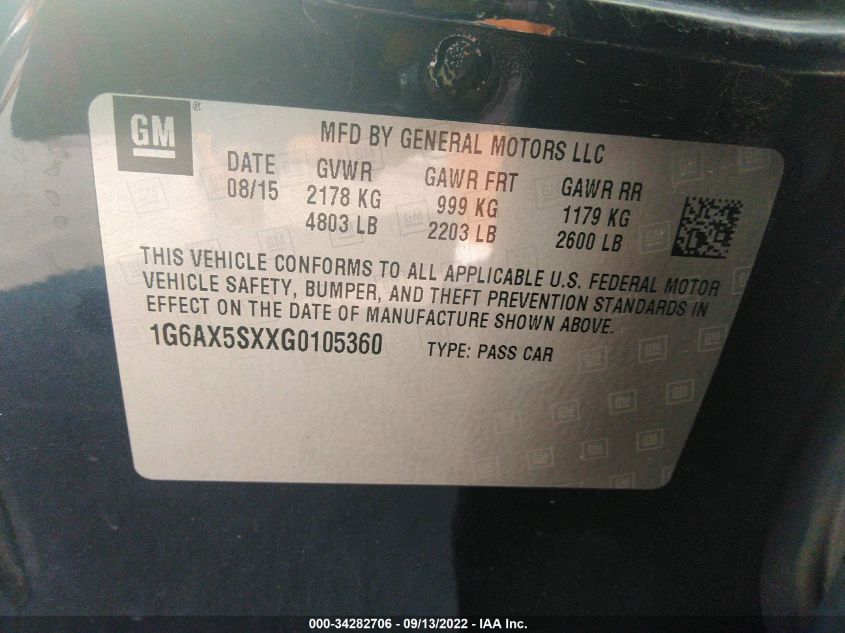 GM
®
MFD BY GENERAL MOTORS LLC
DATE GVWR GAWR FRT GAWR RR
08/15 2178 KG 999 KG 1179 KG
4803 LB 2203 LB 2600 LB
THIS VEHICLE CONFORMS TO ALL APPLICABLE U.S. FEDERAL MOTOR
VEHICLE SAFETY, BUMPER, AND THEFT PREVENTION STANDARDS IN
EFFECT ON THE DATE OF MANUFACTURE SHOWN ABOVE.
1G6AX5SXXG0105360 TYPE: PASS CAR
000-34282706 - 09/13/2022 - IAA Inc.